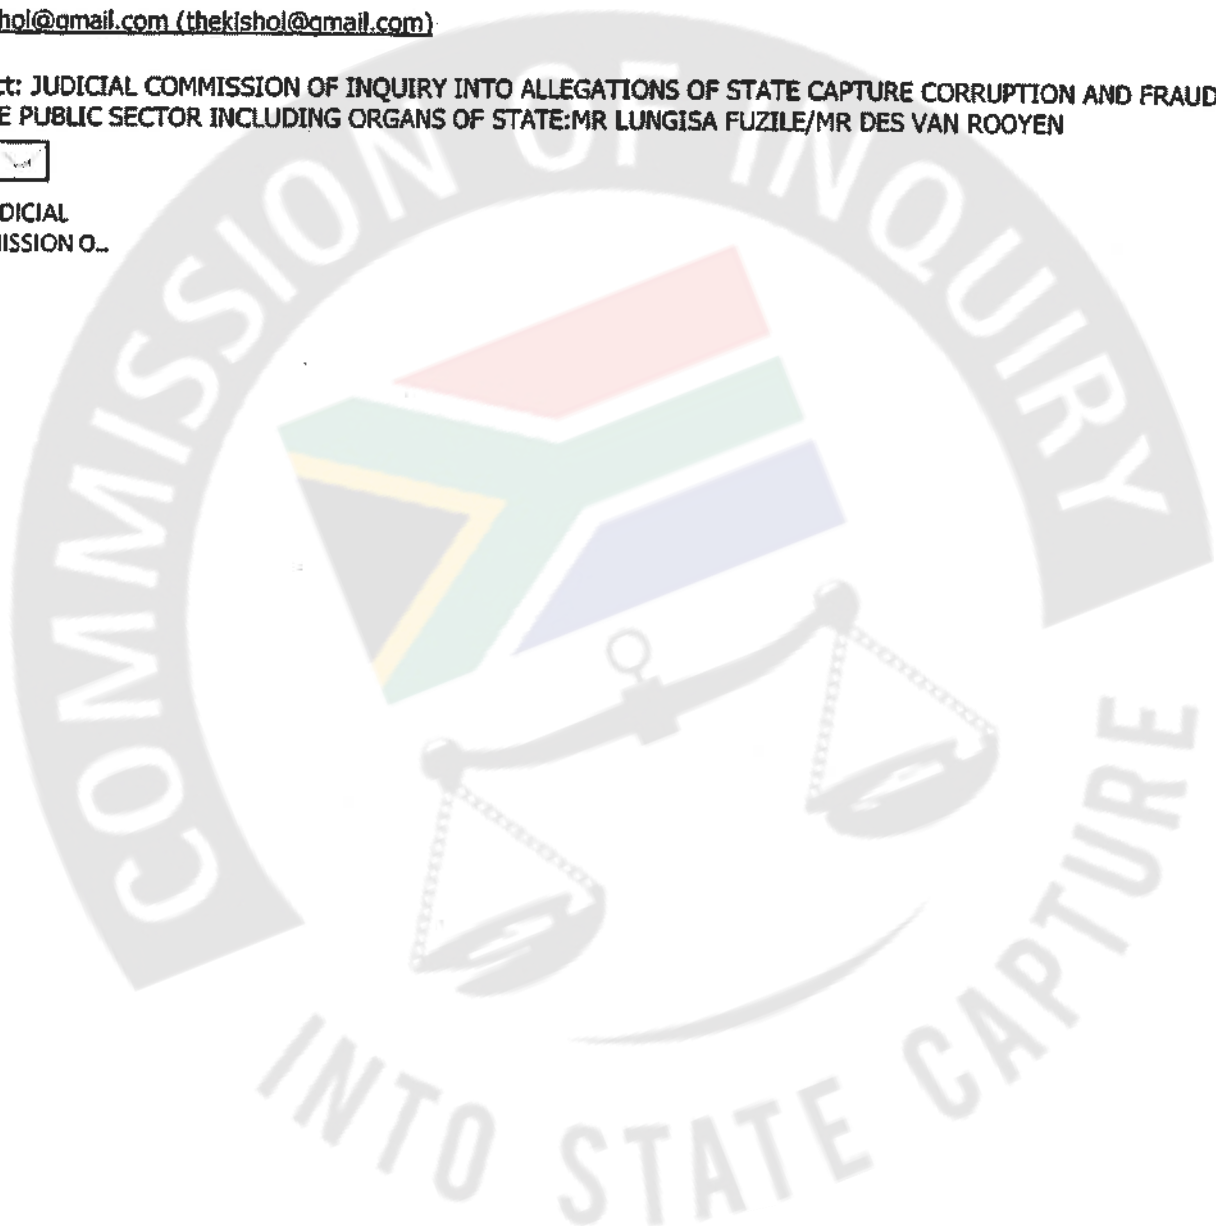 hol@gmail.com (thekishol@gmail.com)
ct: JUDICIAL COMMISSION OF INQUIRY INTO ALLEGATIONS OF STATE CAPTURE CORRUPTION AND FRAUD
E PUBLIC SECTOR INCLUDING ORGANS OF STATE:MR LUNGISA FUZILE/MR DES VAN ROOYEN
DICIAL
MISSION O...
COMMISSION OF INQUIRY
INTO STATE CAPTURE